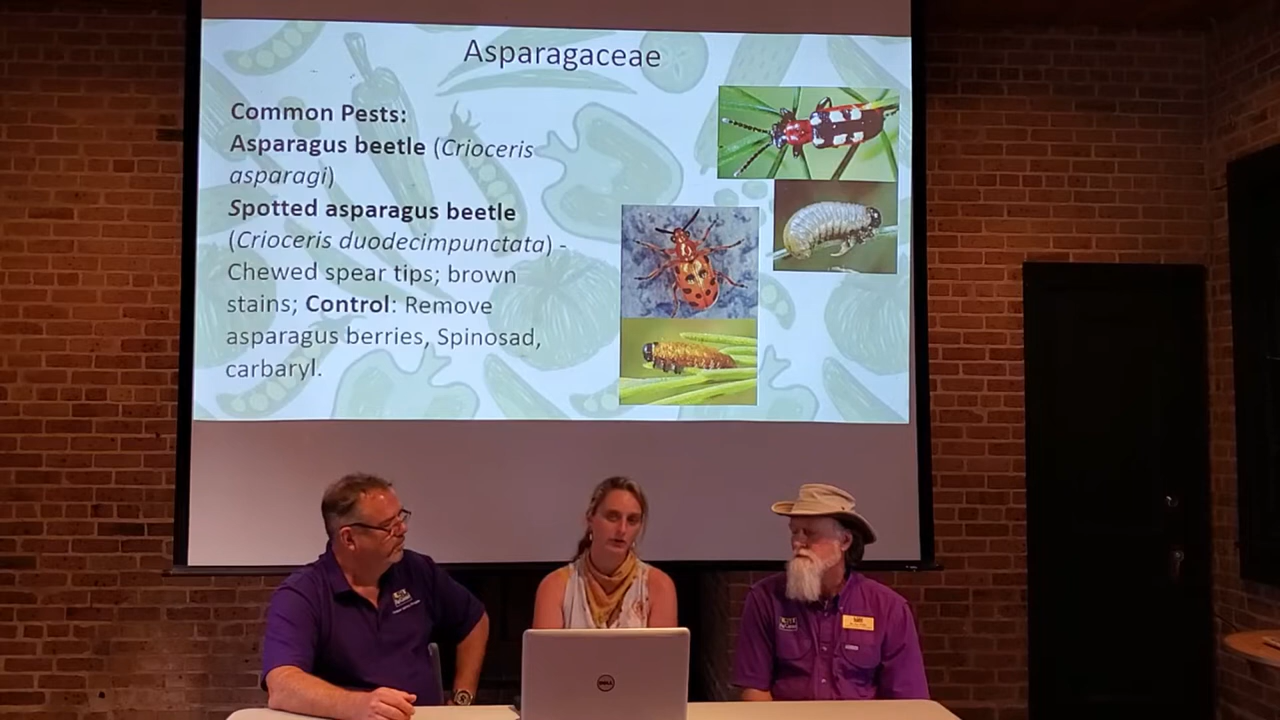 Asparagaceae
Common Pests:
Asparagus beetle (Crioceris
asparagi)
Spotted asparagus beetle
(Crioceris duodecimpunctata) -
Chewed spear tips; brown
stains; Control: Remove
asparagus berries, Spinosad,
carbaryl.
DELL